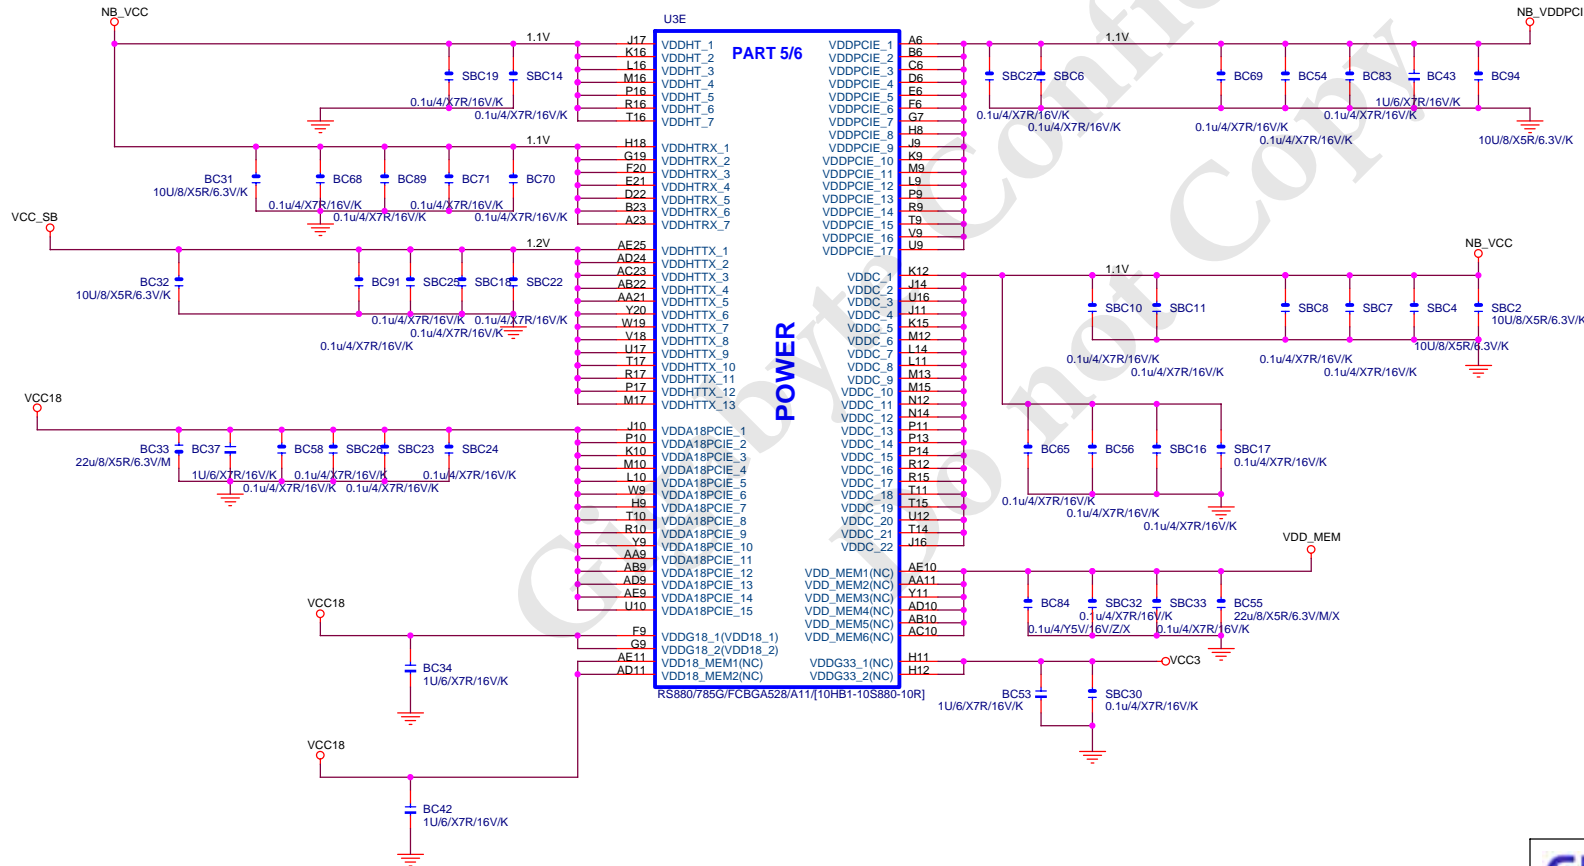 NB_VCC
U3E
NB_VDDPCI
1.1V
J17 VDDHT_1
K16 VDDHT_2
L16 VDDHT_3
M16 VDDHT_4
P16 VDDHT_5
R16 VDDHT_6
T16 VDDHT_7
SBC19
SBC14
0.1u/4/X7R/16V/K
0.1u/4/X7R/16V/K
1.1V
H18 VDDHTRX_1
G19 VDDHTRX_2
F20 VDDHTRX_3
E21 VDDHTRX_4
D22 VDDHTRX_5
B23 VDDHTRX_6
A23 VDDHTRX_7
BC31
10U/8/X5R/6.3V/K
BC68
BC89
BC71
BC70
0.1u/4/X7R/16V/K
0.1u/4/X7R/16V/K
0.1u/4/X7R/16V/K
0.1u/4/X7R/16V/K
VCC_SB
1.2V
AE25 VDDHTTX_1
AD24 VDDHTTX_2
AC23 VDDHTTX_3
AB22 VDDHTTX_4
AA21 VDDHTTX_5
Y20 VDDHTTX_6
W19 VDDHTTX_7
V18 VDDHTTX_8
U17 VDDHTTX_9
T17 VDDHTTX_10
R17 VDDHTTX_11
P17 VDDHTTX_12
M17 VDDHTTX_13
BC32
10U/8/X5R/6.3V/K
BC91
SBC25
SBC18
SBC22
0.1u/4/X7R/16V/K
0.1u/4/X7R/16V/K
0.1u/4/X7R/16V/K
0.1u/4/X7R/16V/K
VCC18
J10 VDDA18PCIE_1
P10 VDDA18PCIE_2
K10 VDDA18PCIE_3
M10 VDDA18PCIE_4
L10 VDDA18PCIE_5
W9 VDDA18PCIE_6
H9 VDDA18PCIE_7
T10 VDDA18PCIE_8
R10 VDDA18PCIE_9
Y9 VDDA18PCIE_10
AA9 VDDA18PCIE_11
AB9 VDDA18PCIE_12
AD9 VDDA18PCIE_13
AE9 VDDA18PCIE_14
U10 VDDA18PCIE_15
BC33
22u/8/X5R/6.3V/M
BC37
BC58
SBC26
SBC23
SBC24
1U/6/X7R/16V/K
0.1u/4/X7R/16V/K
0.1u/4/X7R/16V/K
0.1u/4/X7R/16V/K
0.1u/4/X7R/16V/K
VCC18
F9 VDDG18_1(VDD18_1)
G9 VDDG18_2(VDD18_2)
AE11 VDD18_MEM1(NC)
AD11 VDD18_MEM2(NC)
BC34
1U/6/X7R/16V/K
VCC18
BC42
1U/6/X7R/16V/K
PART 5/6
POWER
RS880/785G/FCBGA528/A11/[10HB1-10S880-10R]
VDDPCIE_1 A6
VDDPCIE_2 B6
VDDPCIE_3 C6
VDDPCIE_4 D6
VDDPCIE_5 E6
VDDPCIE_6 F6
VDDPCIE_7 G7
VDDPCIE_8 H8
VDDPCIE_9 J9
VDDPCIE_10 K9
VDDPCIE_11 M9
VDDPCIE_12 L9
VDDPCIE_13 P9
VDDPCIE_14 R9
VDDPCIE_15 T9
VDDPCIE_16 V9
VDDPCIE_17 U9
1.1V
SBC27
SBC6
BC69
BC54
BC83
BC43
BC94
0.1u/4/X7R/16V/K
0.1u/4/X7R/16V/K
0.1u/4/X7R/16V/K
0.1u/4/X7R/16V/K
0.1u/4/X7R/16V/K
1U/6/X7R/16V/K
10U/8/X5R/6.3V/K
NB_VCC
1.1V
VDDC_1 K12
VDDC_2 J14
VDDC_3 U16
VDDC_4 J11
VDDC_5 K15
VDDC_6 M12
VDDC_7 L14
VDDC_8 L11
VDDC_9 M13
VDDC_10 M15
VDDC_11 N12
VDDC_12 N14
VDDC_13 P11
VDDC_14 P13
VDDC_15 P14
VDDC_16 R12
VDDC_17 R15
VDDC_18 T11
VDDC_19 T15
VDDC_20 U12
VDDC_21 T14
VDDC_22 J16
SBC10
SBC11
SBC8
SBC7
SBC4
SBC2
10U/8/X5R/6.3V/K
10U/8/X5R/6.3V/K
0.1u/4/X7R/16V/K
0.1u/4/X7R/16V/K
0.1u/4/X7R/16V/K
0.1u/4/X7R/16V/K
BC65
BC56
SBC16
SBC17
0.1u/4/X7R/16V/K
0.1u/4/X7R/16V/K
0.1u/4/X7R/16V/K
0.1u/4/X7R/16V/K
VDD_MEM
VDD_MEM1(NC) AE10
VDD_MEM2(NC) AA11
VDD_MEM3(NC) Y11
VDD_MEM4(NC) AD10
VDD_MEM5(NC) AB10
VDD_MEM6(NC) AC10
BC84
SBC32
SBC33
BC55
0.1u/4/X7R/16V/K
22u/8/X5R/6.3V/M/X
0.1u/4/Y5V/16V/Z/X
0.1u/4/X7R/16V/K
VDDG33_1(NC) H11
VDDG33_2(NC) H12
VCC3
BC53
1U/6/X7R/16V/K
SBC30
0.1u/4/X7R/16V/K
Gigabyte Confid
Do not Copy